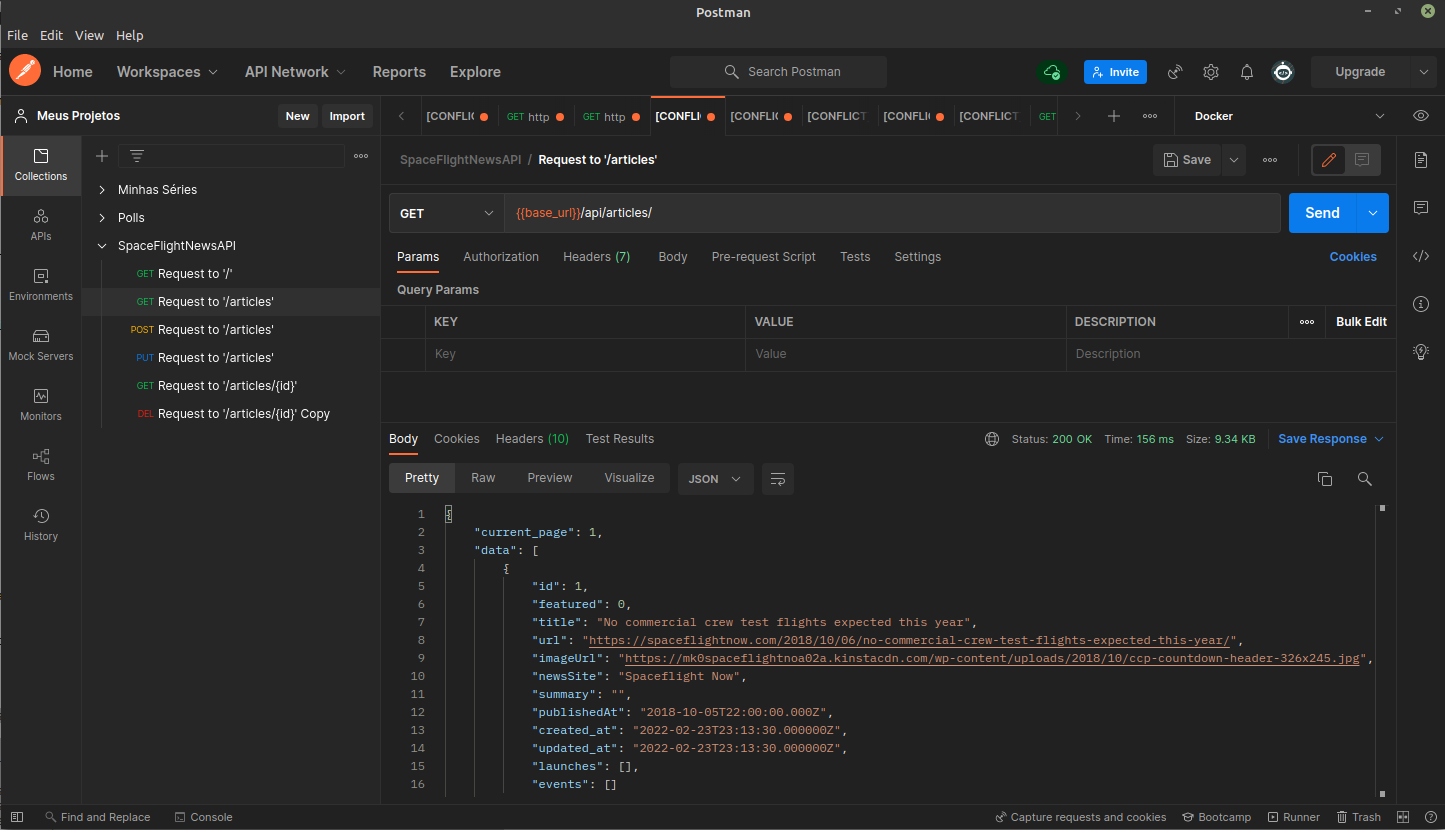 Postman
File Edit View Help
Home Workspaces API Network Reports Explore Search Postman Invite Upgrade
Meus Projetos New Import
[CONFLIC GET http GET http [CONFLI [CONFLIC [CONFLICT [CONFLI [CONFLICT GET Docker
Collections
APIs
Environments
Mock Servers
Monitors
Flows
History
Minhas Séries
Polls
SpaceFlightNewsAPI
GET Request to '/'
GET Request to '/articles'
POST Request to '/articles'
PUT Request to '/articles'
GET Request to '/articles/{id}'
DEL Request to '/articles/{id}' Copy
SpaceFlightNewsAPI / Request to '/articles' Save
GET {{base_url}}/api/articles/ Send
Params Authorization Headers (7) Body Pre-request Script Tests Settings Cookies
Query Params
KEY VALUE DESCRIPTION Bulk Edit
Key Value Description
Body Cookies Headers (10) Test Results Status: 200 OK Time: 156 ms Size: 9.34 KB Save Response
Pretty Raw Preview Visualize JSON
1 {
2 "current_page": 1,
3 "data": [
4 {
5 "id": 1,
6 "featured": 0,
7 "title": "No commercial crew test flights expected this year",
8 "url": "https://spaceflightnow.com/2018/10/06/no-commercial-crew-test-flights-expected-this-year/",
9 "imageUrl": "https://mk0spaceflightnoa02a.kinstacdn.com/wp-content/uploads/2018/10/ccp-countdown-header-326x245.jpg",
10 "newsSite": "Spaceflight Now",
11 "summary": "",
12 "publishedAt": "2018-10-05T22:00:00.000Z",
13 "created_at": "2022-02-23T23:13:30.000000Z",
14 "updated_at": "2022-02-23T23:13:30.000000Z",
15 "launches": [],
16 "events": []
Find and Replace Console Capture requests and cookies Bootcamp Runner Trash